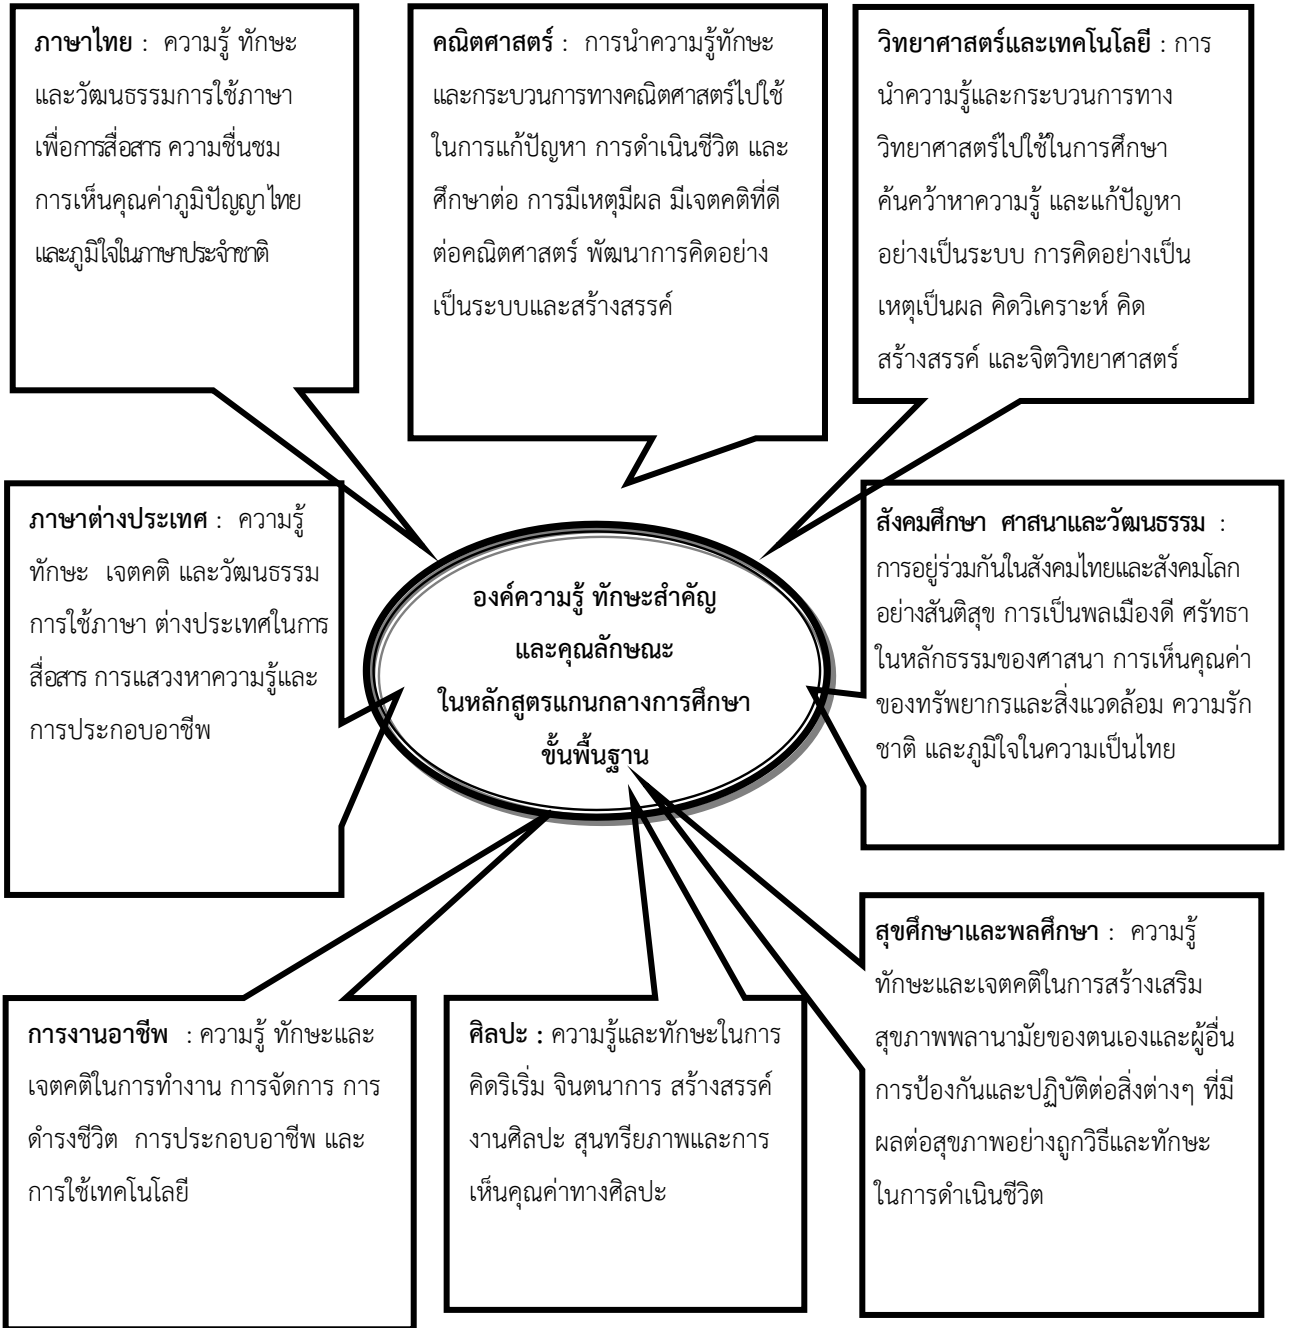 ภาษาไทย : ความรู้ ทักษะ
และวัฒนธรรมการใช้ภาษา
เพื่อการสื่อสาร ความชื่นชม
การเห็นคุณค่าภูมิปัญญาไทย
และภูมิใจในภาษาประจำชาติ
คณิตศาสตร์ : การนำความรู้ทักษะ
และกระบวนการทางคณิตศาสตร์ไปใช้
ในการแก้ปัญหา การดำเนินชีวิต และ
ศึกษาต่อ การมีเหตุมีผล มีเจตคติที่ดี
ต่อคณิตศาสตร์ พัฒนาการคิดอย่าง
เป็นระบบและสร้างสรรค์
วิทยาศาสตร์และเทคโนโลยี : การ
นำความรู้และกระบวนการทาง
วิทยาศาสตร์ไปใช้ในการศึกษา
ค้นคว้าหาความรู้ และแก้ปัญหา
อย่างเป็นระบบ การคิดอย่างเป็น
เหตุเป็นผล คิดวิเคราะห์ คิด
สร้างสรรค์ และจิตวิทยาศาสตร์
ภาษาต่างประเทศ : ความรู้
ทักษะ เจตคติ และวัฒนธรรม
การใช้ภาษา ต่างประเทศในการ
สื่อสาร การแสวงหาความรู้และ
การประกอบอาชีพ
องค์ความรู้ ทักษะสำคัญ
และคุณลักษณะ
ในหลักสูตรแกนกลางการศึกษา
ขั้นพื้นฐาน
สังคมศึกษา ศาสนาและวัฒนธรรม :
การอยู่ร่วมกันในสังคมไทยและสังคมโลก
อย่างสันติสุข การเป็นพลเมืองดี ศรัทธา
ในหลักธรรมของศาสนา การเห็นคุณค่า
ของทรัพยากรและสิ่งแวดล้อม ความรัก
ชาติ และภูมิใจในความเป็นไทย
การงานอาชีพ : ความรู้ ทักษะและ
เจตคติในการทำงาน การจัดการ การ
ดำรงชีวิต การประกอบอาชีพ และ
การใช้เทคโนโลยี
ศิลปะ : ความรู้และทักษะในการ
คิดริเริ่ม จินตนาการ สร้างสรรค์
งานศิลปะ สุนทรียภาพและการ
เห็นคุณค่าทางศิลปะ
สุขศึกษาและพลศึกษา : ความรู้
ทักษะและเจตคติในการสร้างเสริม
สุขภาพพลานามัยของตนเองและผู้อื่น
การป้องกันและปฏิบัติต่อสิ่งต่างๆ ที่มี
ผลต่อสุขภาพอย่างถูกวิธีและทักษะ
ในการดำเนินชีวิต